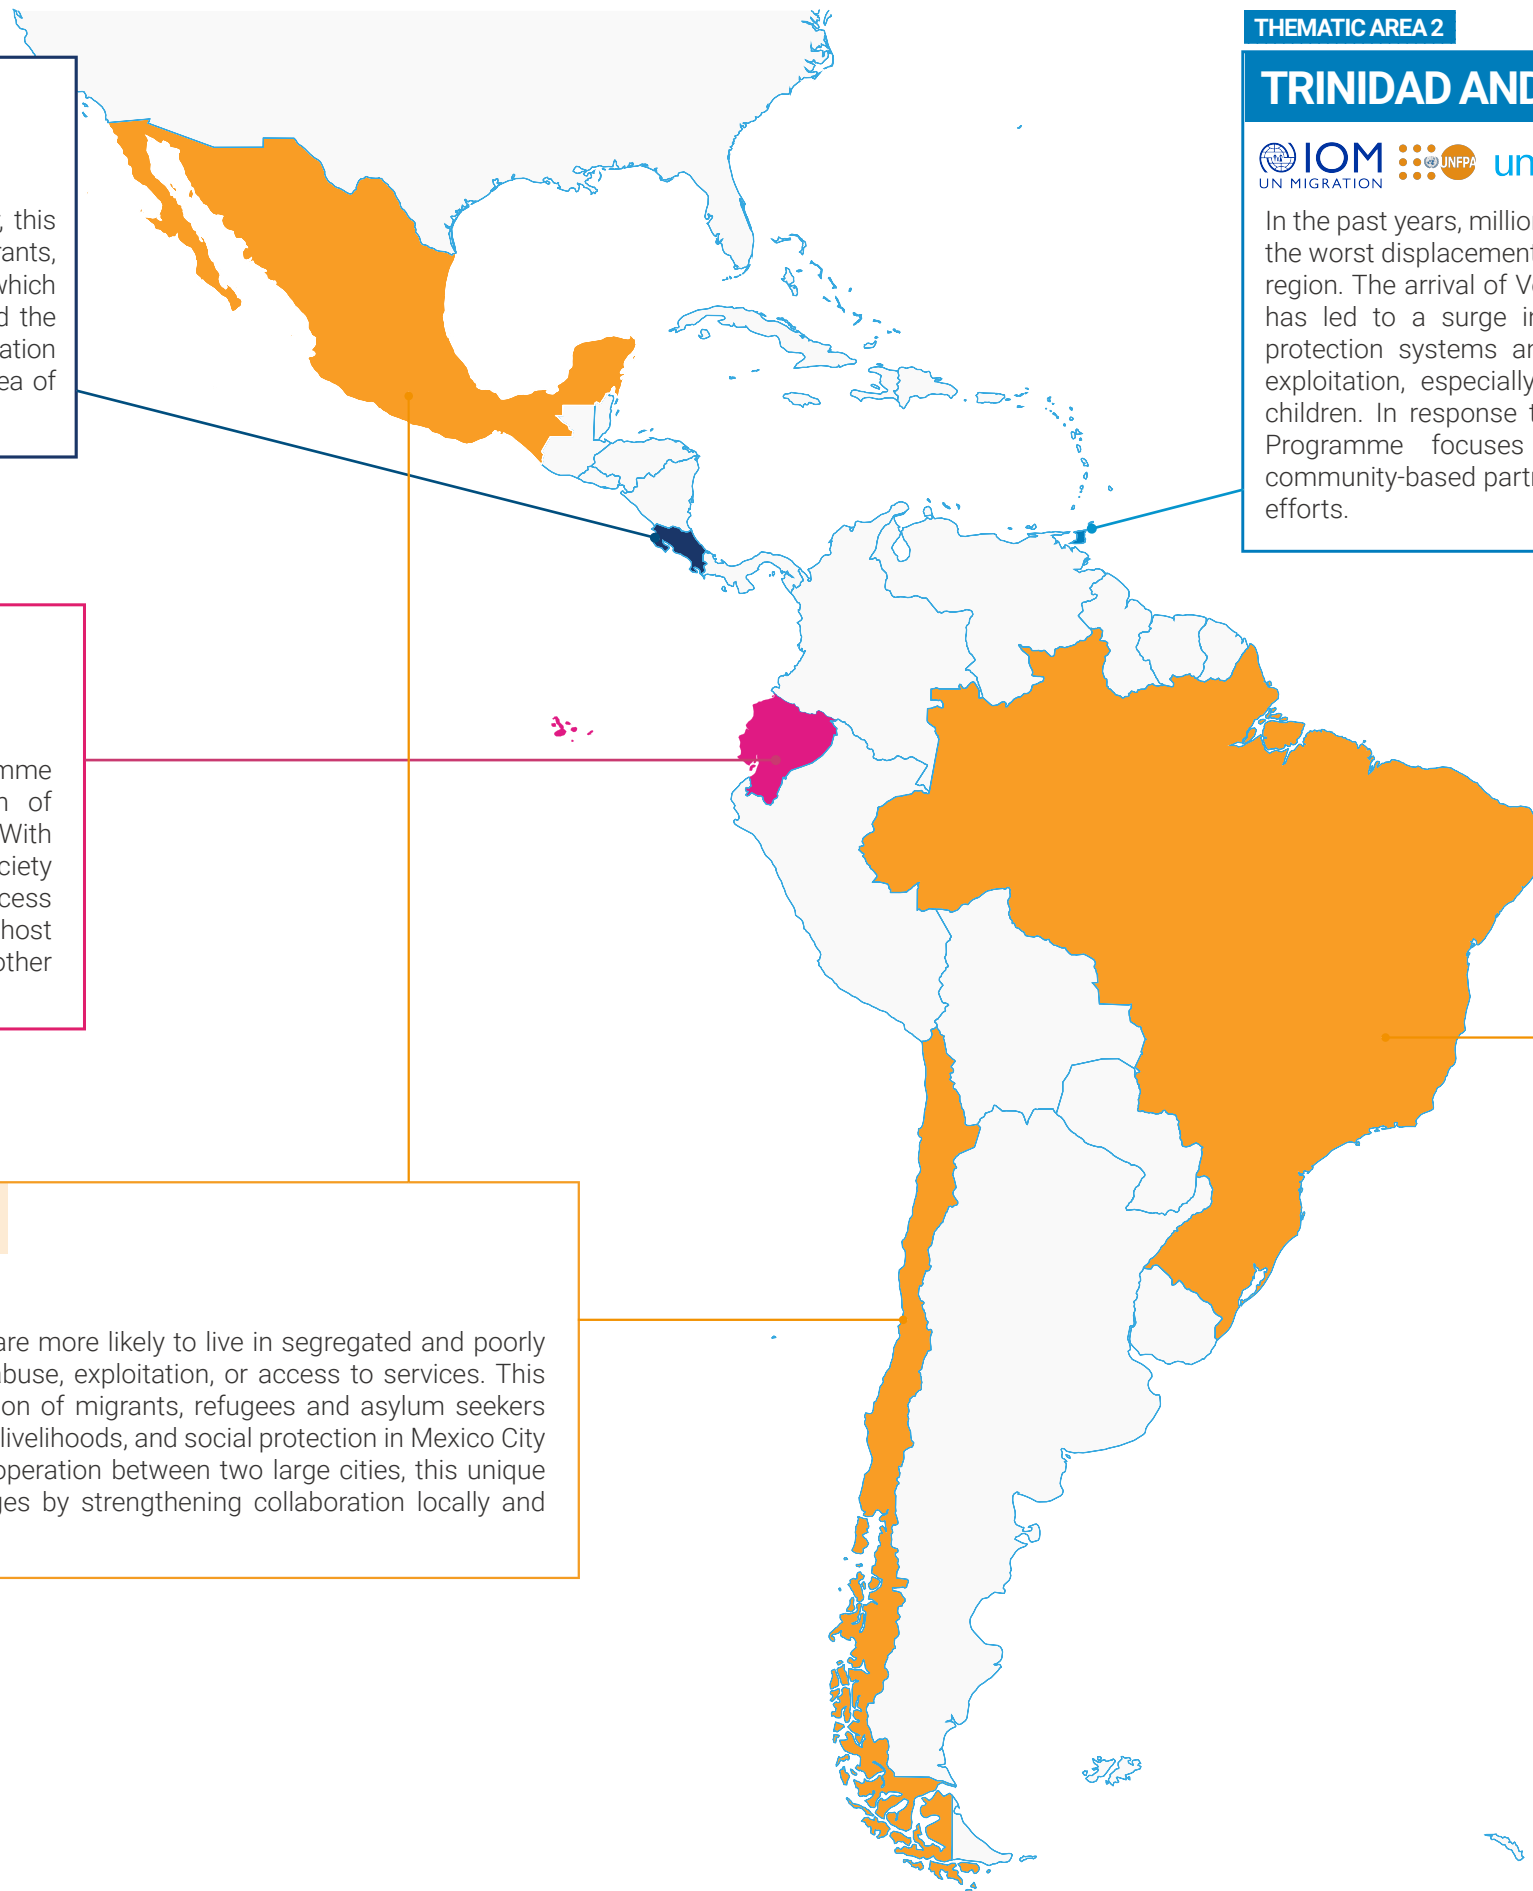 THEMATIC AREA 2
TRINIDAD AND
IOM
UN MIGRATION
UNFPA
un
In the past years, million
the worst displacement
region. The arrival of V
has led to a surge in
protection systems a
exploitation, especially
children. In response t
Programme focuses
community-based part
efforts.
, this
rants,
which
d the
ation
ea of
mme
n of
With
ciety
cess
host
other
are more likely to live in segregated and poorly
abuse, exploitation, or access to services. This
on of migrants, refugees and asylum seekers
livelihoods, and social protection in Mexico City
operation between two large cities, this unique
ges by strengthening collaboration locally and